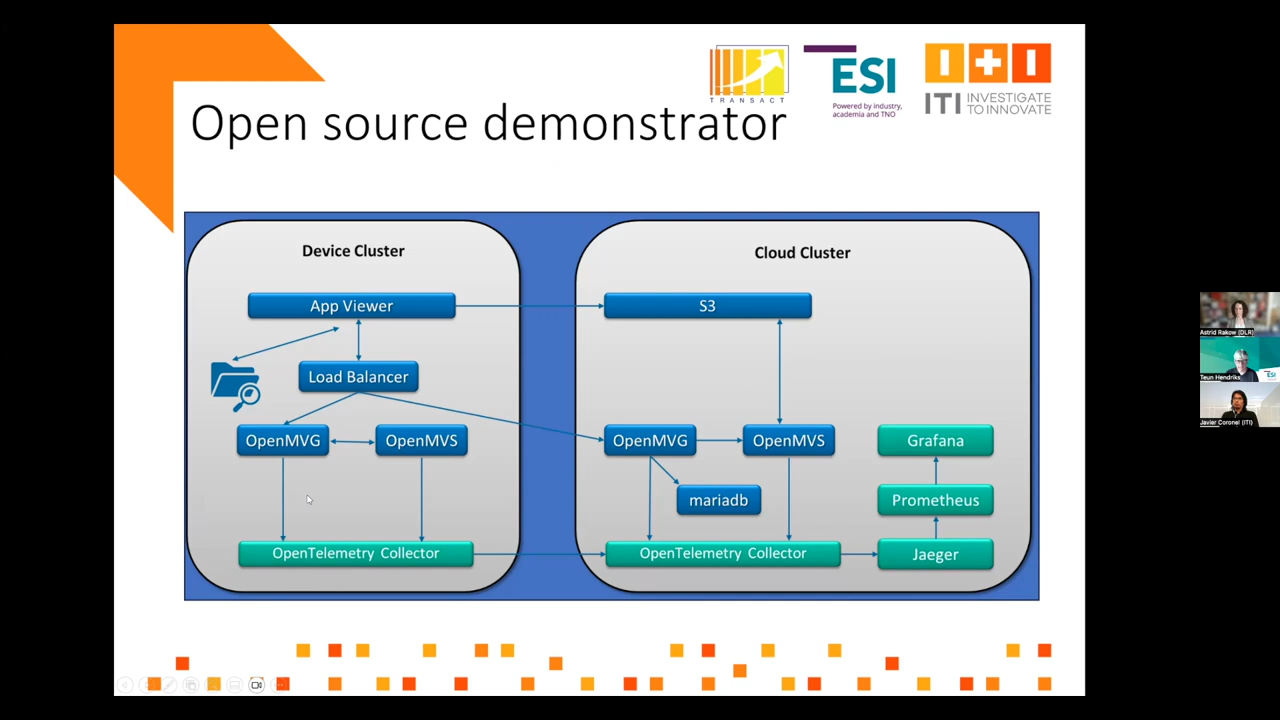 TRANSACT
ESI
Powered by industry,
academia and TNO
I+I
ITI INVESTIGATE
TO INNOVATE
Open source demonstrator
Device Cluster
Cloud Cluster
App Viewer
S3
Load Balancer
OpenMVG
OpenMVS
OpenMVG
OpenMVS
Grafana
mariadb
Prometheus
OpenTelemetry Collector
OpenTelemetry Collector
Jaeger
Astrid Rakow (DLR)
Teun Hendriks
ESI
Javier Coronel (ITI)